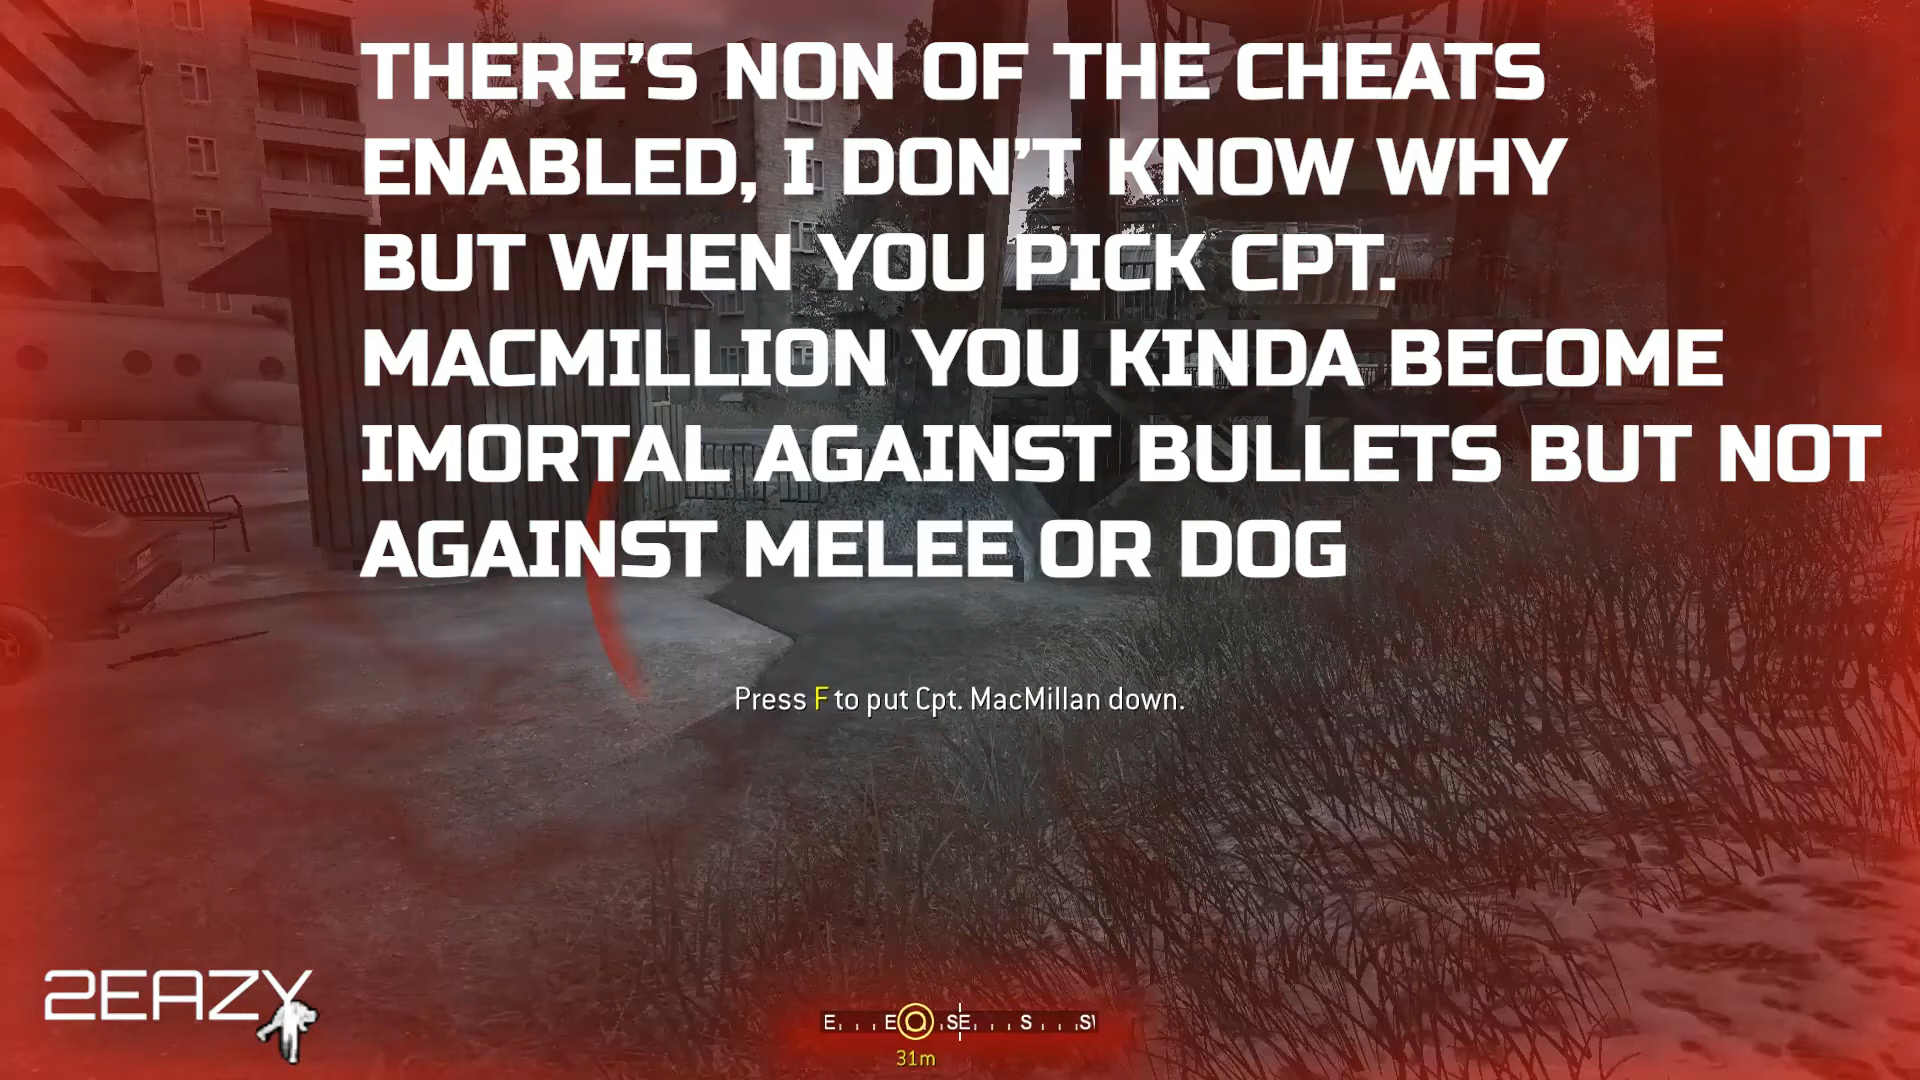 THERE'S NON OF THE CHEATS
ENABLED, I DON'T KNOW WHY
BUT WHEN YOU PICK CPT.
MACMILLION YOU KINDA BECOME
IMORTAL AGAINST BULLETS BUT NOT
AGAINST MELEE OR DOG
Press F to put Cpt. MacMillan down.
2EAZY
E E SE S SW
31m